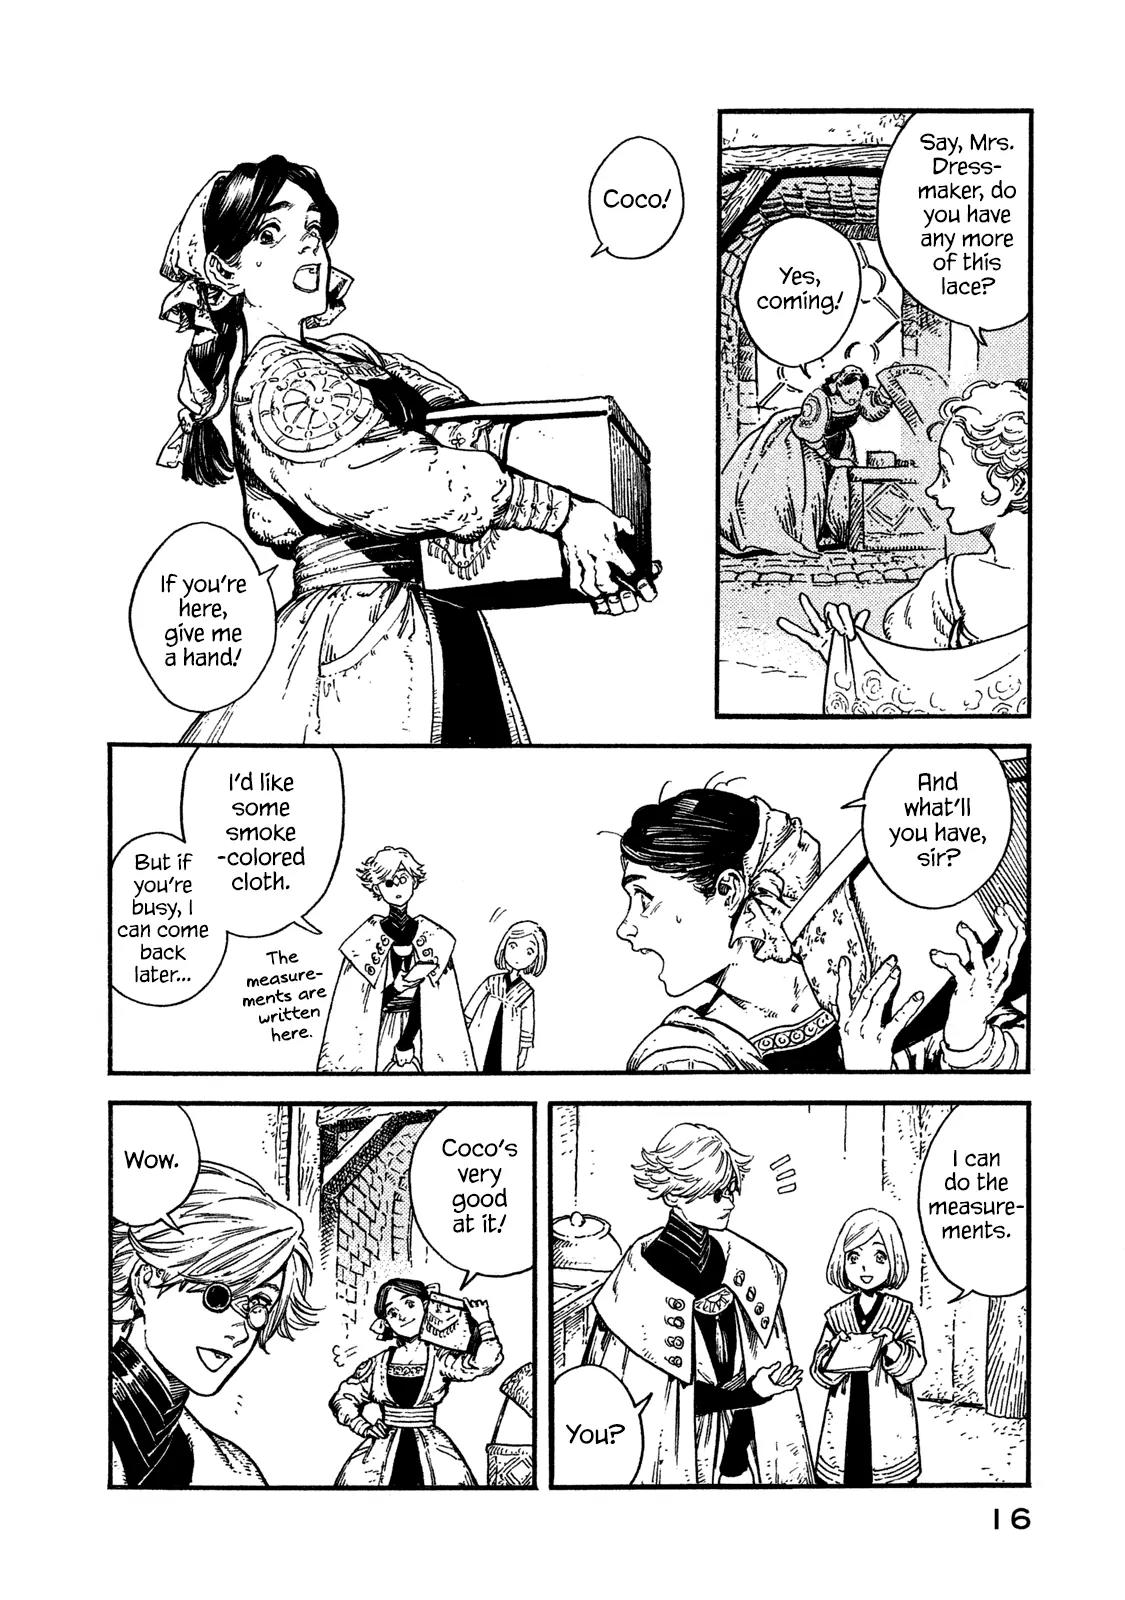 Say, Mrs.
Dress-
maker, do
you have
any more
of this
lace?
Yes,
coming!
Coco!
If you're
here,
give me
a hand!
And
what'll
you have,
sir?
I'd like
some
smoke
-colored
cloth.
But if
you're
busy, I
can come
back
later...
The
measure-
ments are
written
here.
I can
do the
measure-
ments.
You?
Coco's
very
good
at it!
Wow.
16